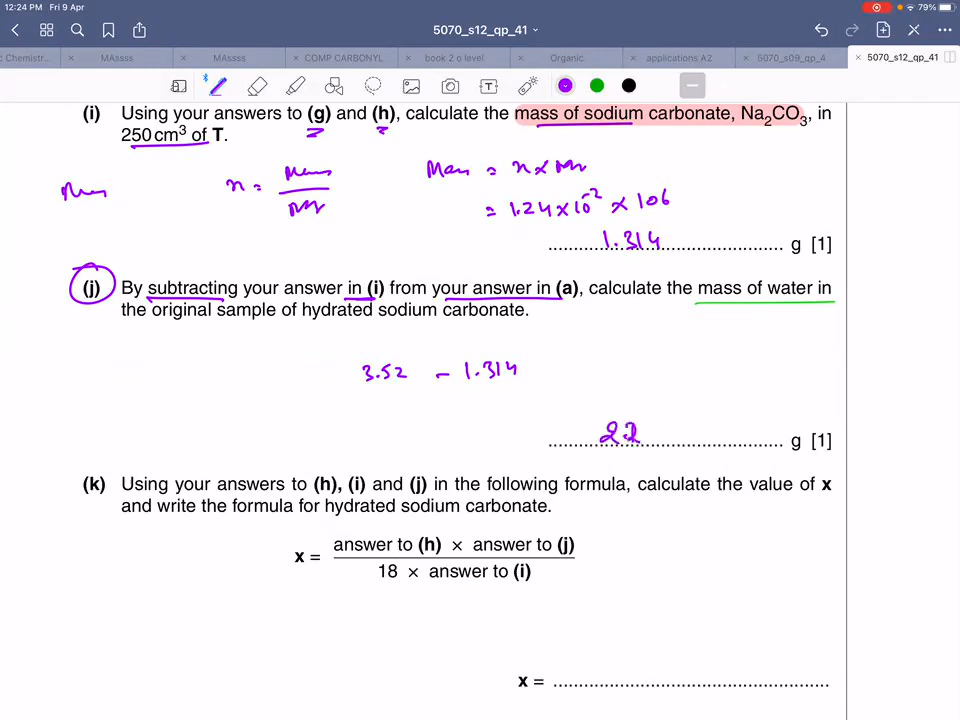 12:24 PM Fri 9 Apr 79%
5070_s12_qp_41
c Chemistr... MAssss MAssss COMP CARBONYL book 2 o level Organic. applications A2 5070_s09_qp_4 5070_s12_qp_41
(i) Using your answers to (g) and (h), calculate the mass of sodium carbonate, Na₂CO₃, in
250 cm³ of T.
n = Mass / Mr
Mass = n x Mr
= 1.24 x 10⁻² x 106
1.314
................................................ g [1]
(j) By subtracting your answer in (i) from your answer in (a), calculate the mass of water in
the original sample of hydrated sodium carbonate.
3.52 – 1.314
................................................ g [1]
(k) Using your answers to (h), (i) and (j) in the following formula, calculate the value of x
and write the formula for hydrated sodium carbonate.
x = answer to (h) × answer to (j)
18 × answer to (i)
x = ........................................................